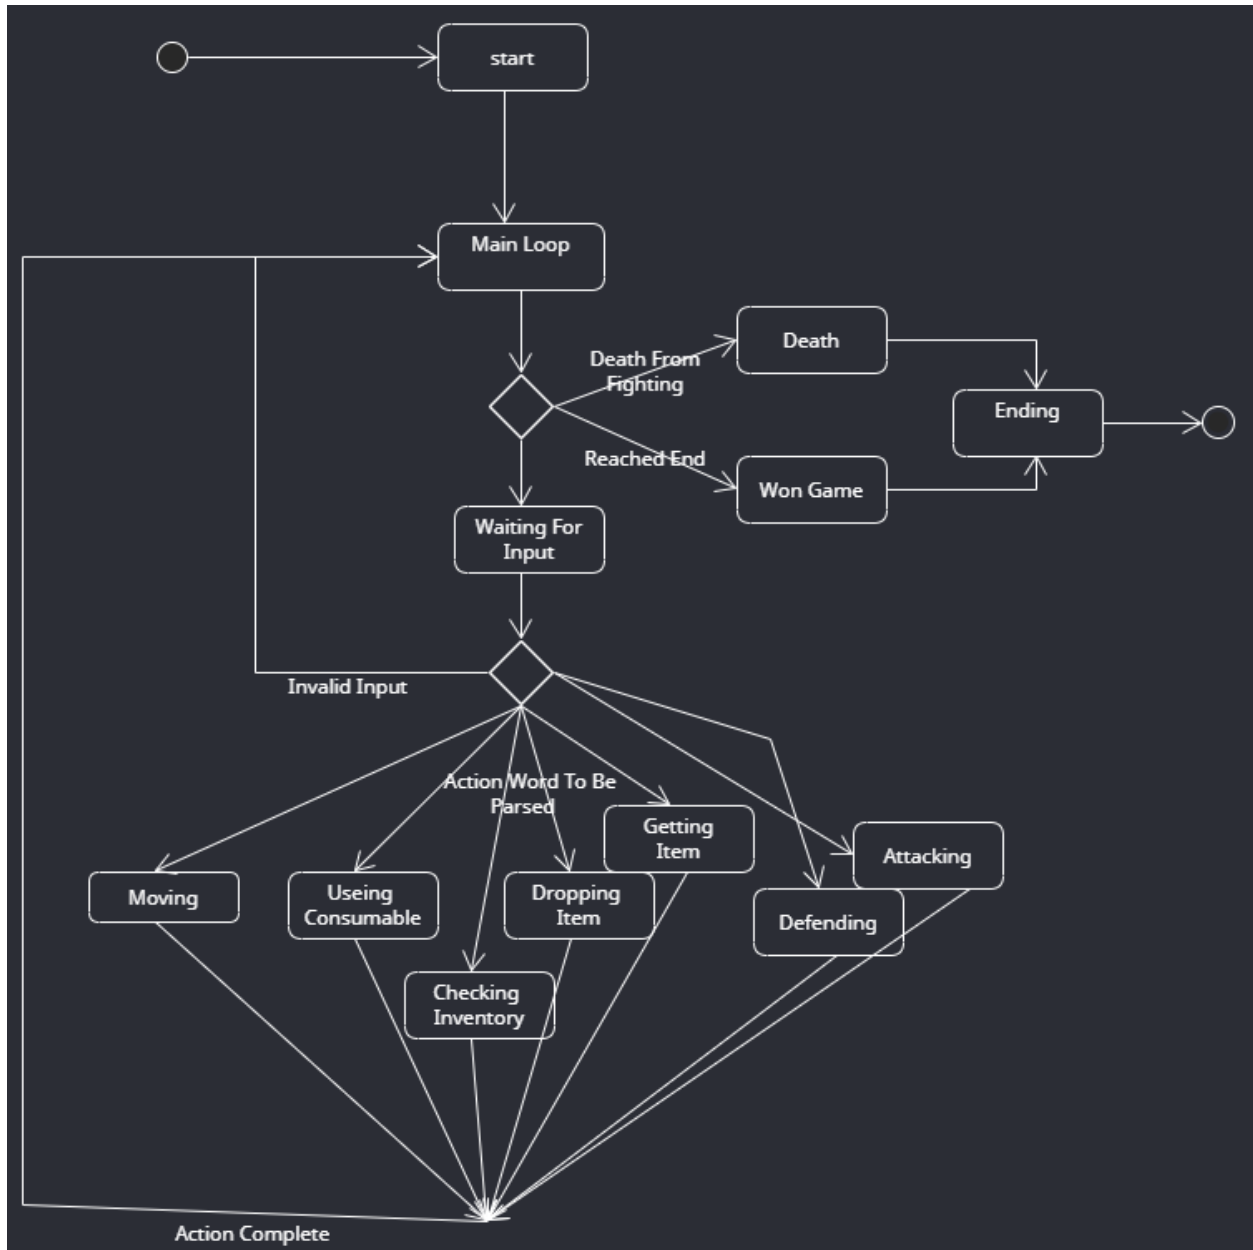 start
Main Loop
Death From
Fighting
Death
Ending
Reached End
Won Game
Waiting For
Input
Invalid Input
Action Word To Be
Parsed
Getting
Item
Attacking
Moving
Useing
Consumable
Dropping
Item
Defending
Checking
Inventory
Action Complete